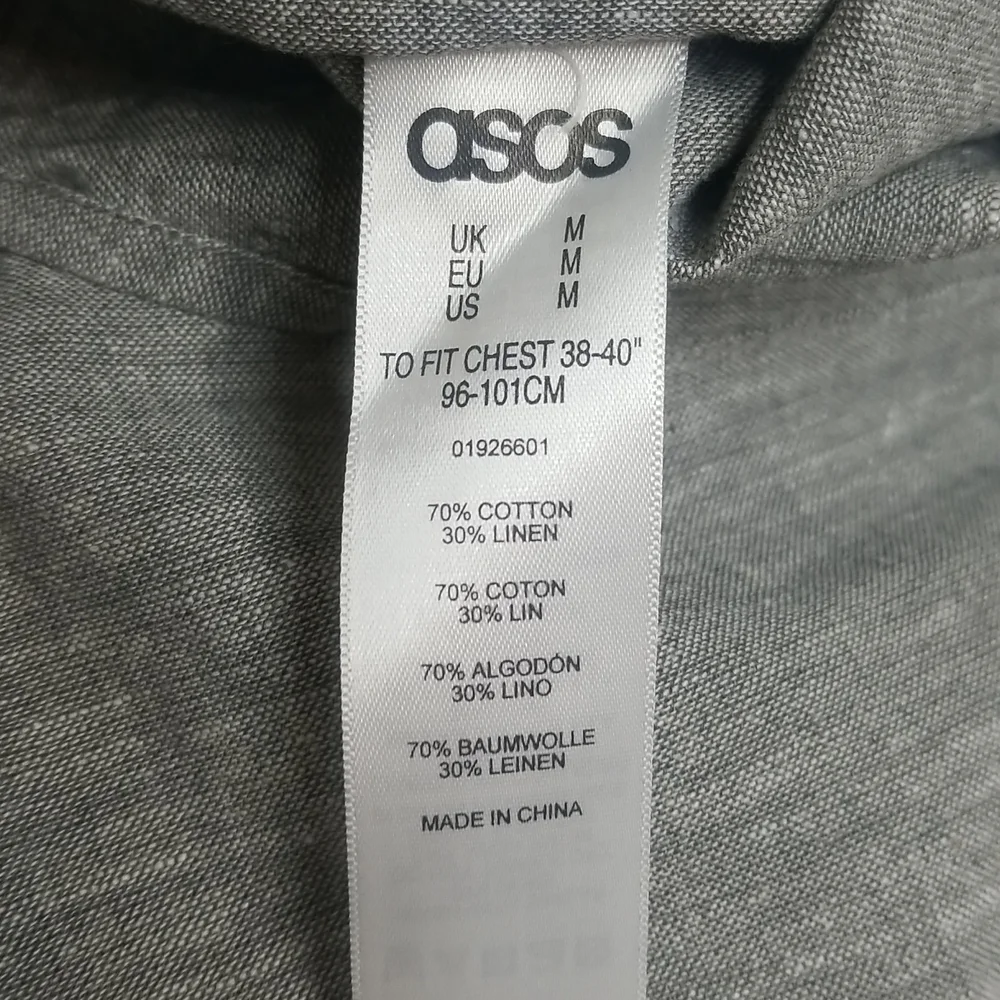 asos
UK M
EU M
US M
TO FIT CHEST 38-40"
96-101CM
01926601
70% COTTON
30% LINEN
70% COTON
30% LIN
70% ALGODÓN
30% LINO
70% BAUMWOLLE
30% LEINEN
MADE IN CHINA